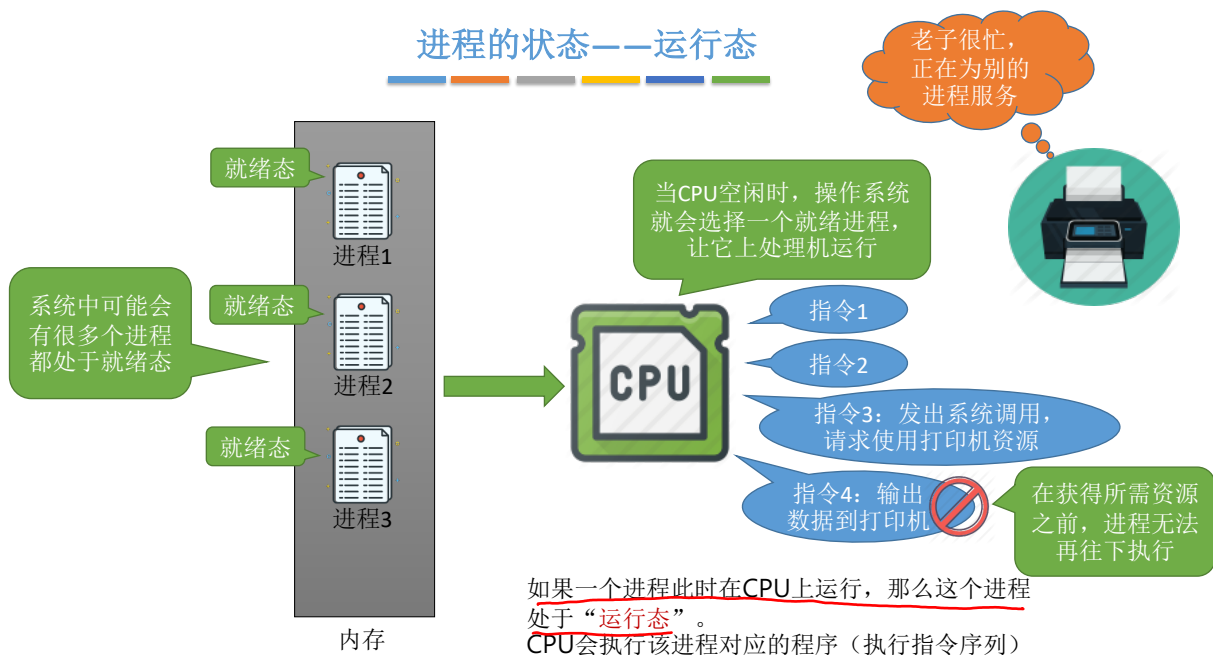 进程的状态——运行态
老子很忙，
正在为别的
进程服务
就绪态
进程1
就绪态
进程2
就绪态
进程3
内存
系统中可能会
有很多个进程
都处于就绪态
当CPU空闲时，操作系统
就会选择一个就绪进程，
让它上处理机运行
CPU
指令1
指令2
指令3：发出系统调用，
请求使用打印机资源
指令4：输出
数据到打印机
在获得所需资源
之前，进程无法
再往下执行
如果一个进程此时在CPU上运行，那么这个进程
处于“运行态”。
CPU会执行该进程对应的程序（执行指令序列）